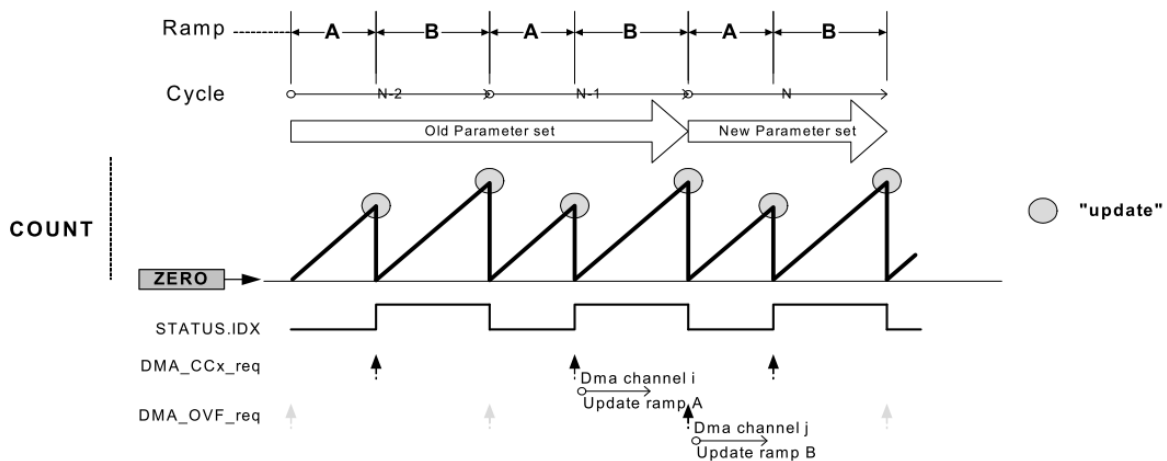 Ramp A B A B A B
Cycle N-2 N-1 N
Old Parameter set New Parameter set
COUNT "update"
ZERO
STATUS.IDX
DMA_CCx_req
Dma channel i
Update ramp A
DMA_OVF_req
Dma channel j
Update ramp B